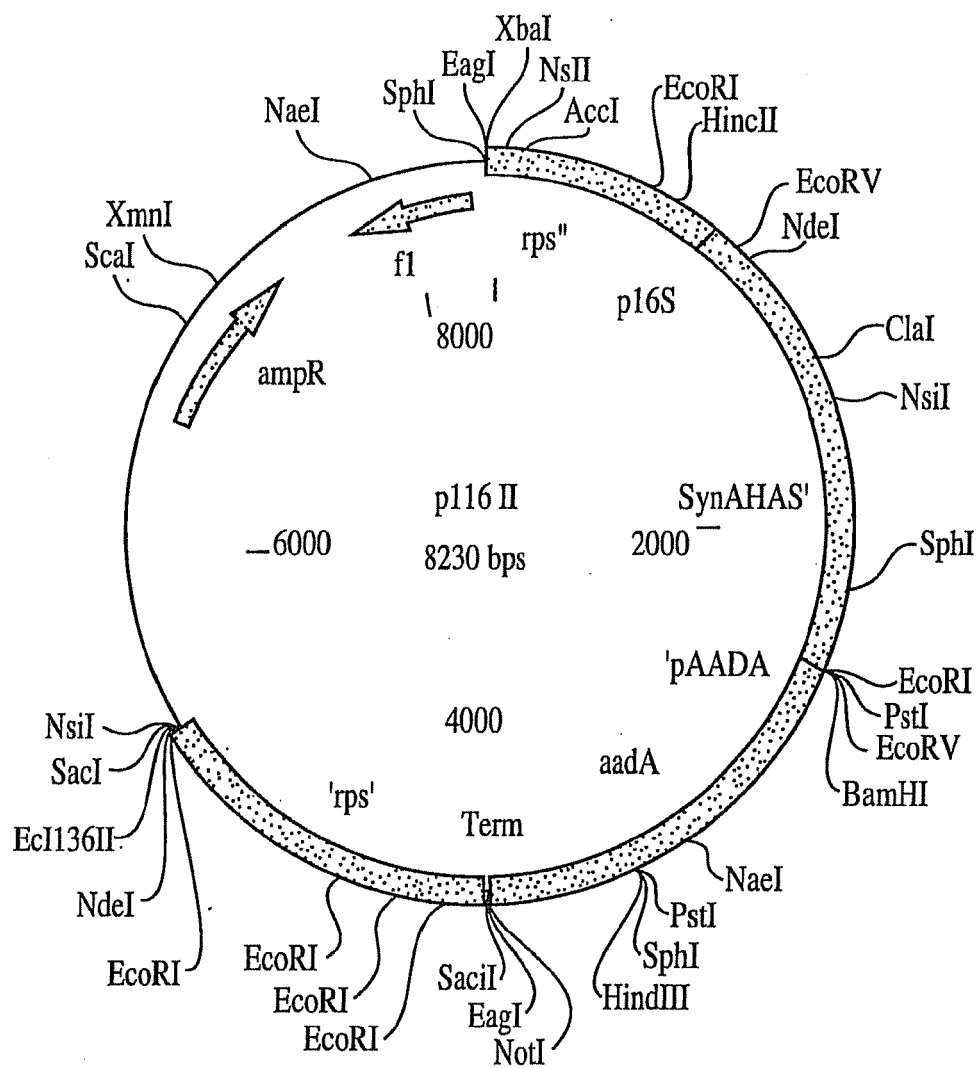 XbaI
EagI
NsII
SphI
AccI
EcoRI
HincII
NaeI
EcoRV
NdeI
XmnI
ScaI
rps"
f1
p16S
8000
ClaI
ampR
NsiI
p116 II
SynAHAS'
6000
2000
8230 bps
SphI
'pAADA
EcoRI
PstI
EcoRV
BamHI
NsiI
SacI
EcI136II
NdeI
EcoRI
4000
aadA
'rps'
Term
NaeI
PstI
SphI
HindIII
EcoRI
EcoRI
EcoRI
SaciI
EagI
NotI